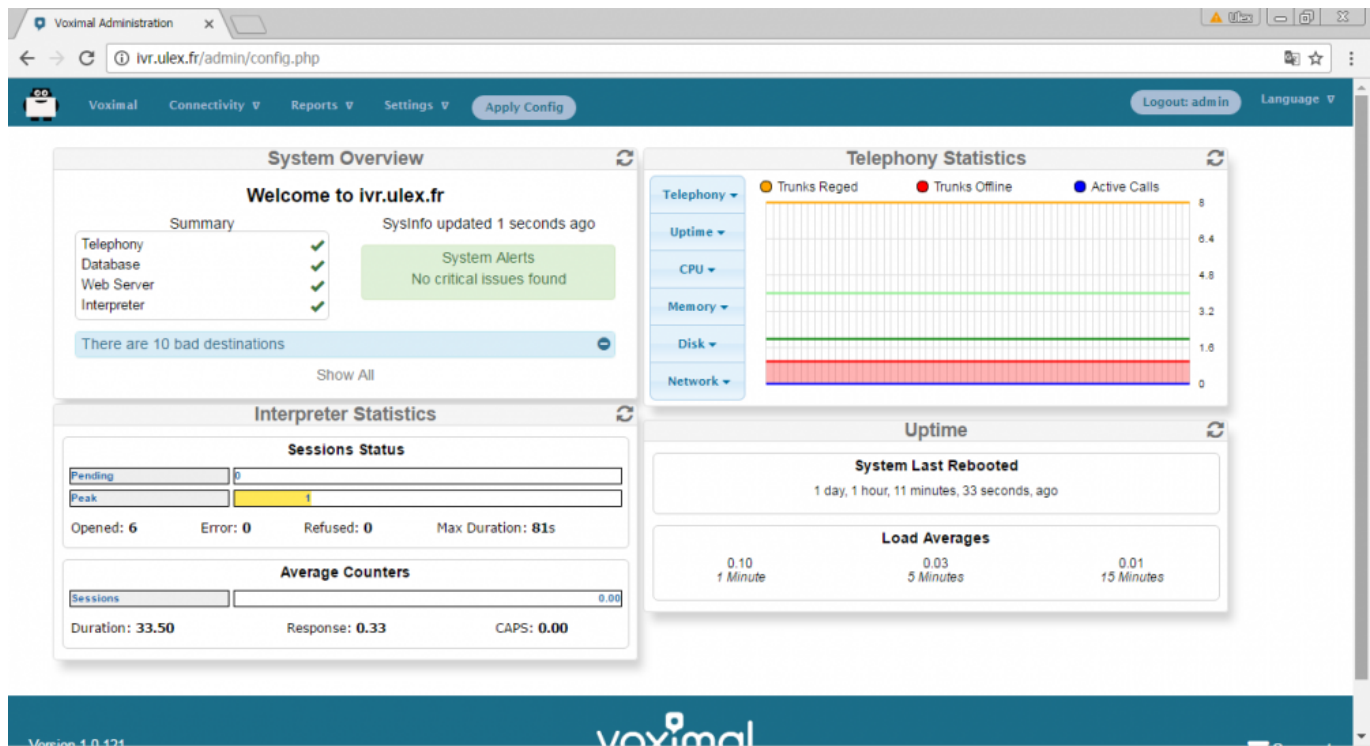 Voximal Administration
Ulex
ivr.ulex.fr/admin/config.php
Voximal Connectivity Reports Settings Apply Config Logout: admin Language
System Overview
Welcome to ivr.ulex.fr
Summary
Telephony
Database
Web Server
Interpreter
SysInfo updated 1 seconds ago
System Alerts
No critical issues found
There are 10 bad destinations
Show All
Telephony Statistics
Telephony
Uptime
CPU
Memory
Disk
Network
Trunks Reged Trunks Offline Active Calls
8
6.4
4.8
3.2
1.6
0
Interpreter Statistics
Sessions Status
Pending 0
Peak 1
Opened: 6 Error: 0 Refused: 0 Max Duration: 81s
Average Counters
Sessions 0.00
Duration: 33.50 Response: 0.33 CAPS: 0.00
Uptime
System Last Rebooted
1 day, 1 hour, 11 minutes, 33 seconds, ago
Load Averages
0.10 0.03 0.01
1 Minute 5 Minutes 15 Minutes
Version 1.0.121
voximal